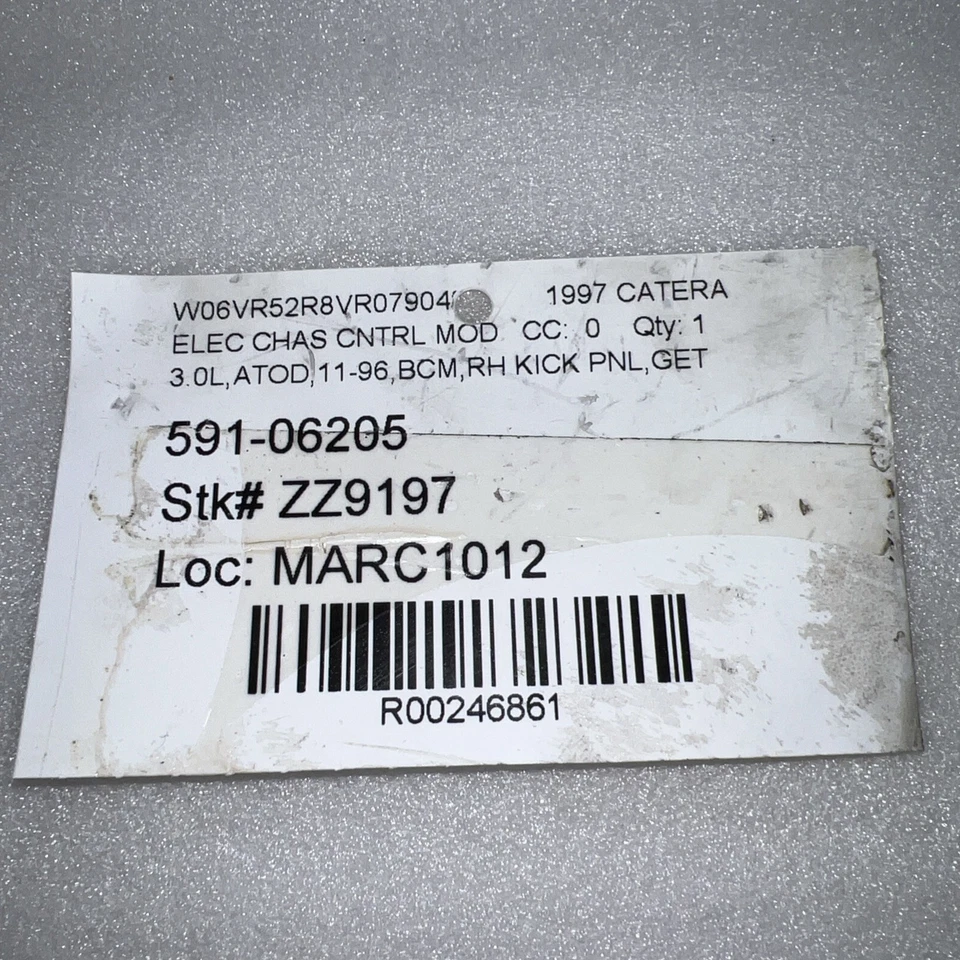 1997 CATERA
ELEC CHAS CNTRL MOD CC: 0 Qty: 1
3.0L,ATOD,11-96,BCM,RH KICK PNL,GET
591-06205
Stk# ZZ9197
Loc: MARC1012
R00246861